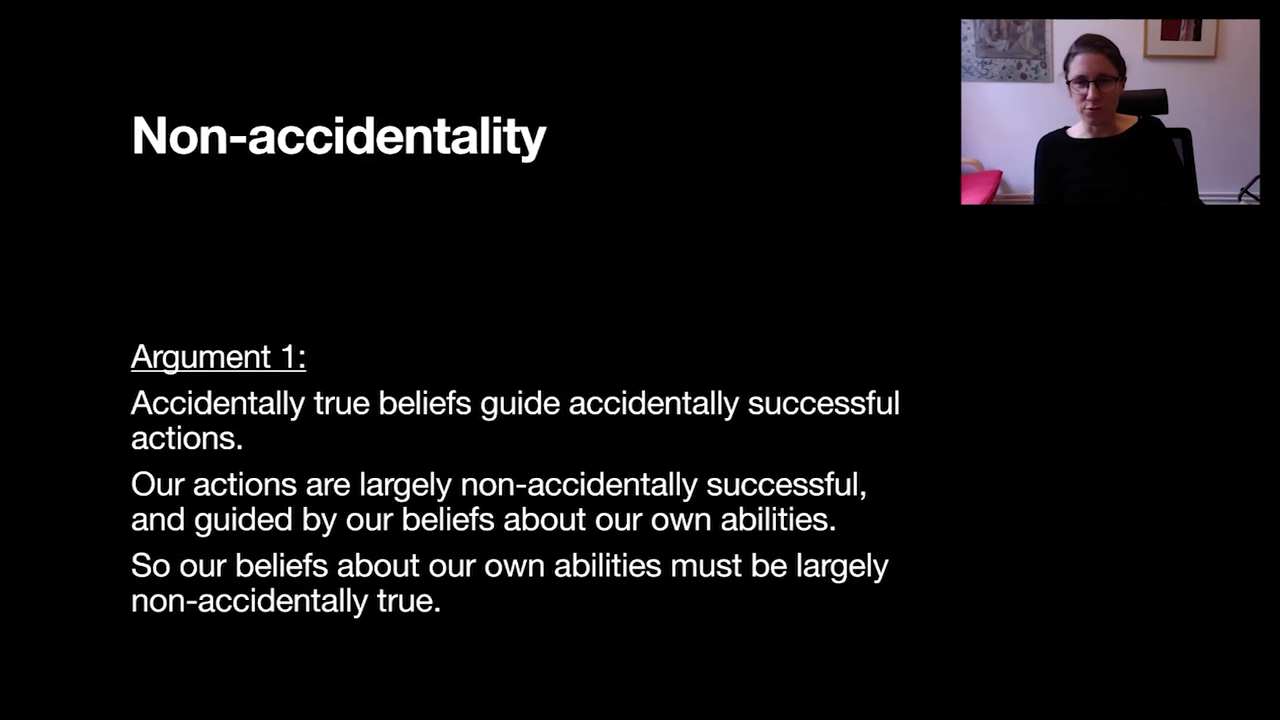 Non-accidentality
Argument 1:
Accidentally true beliefs guide accidentally successful
actions.
Our actions are largely non-accidentally successful,
and guided by our beliefs about our own abilities.
So our beliefs about our own abilities must be largely
non-accidentally true.